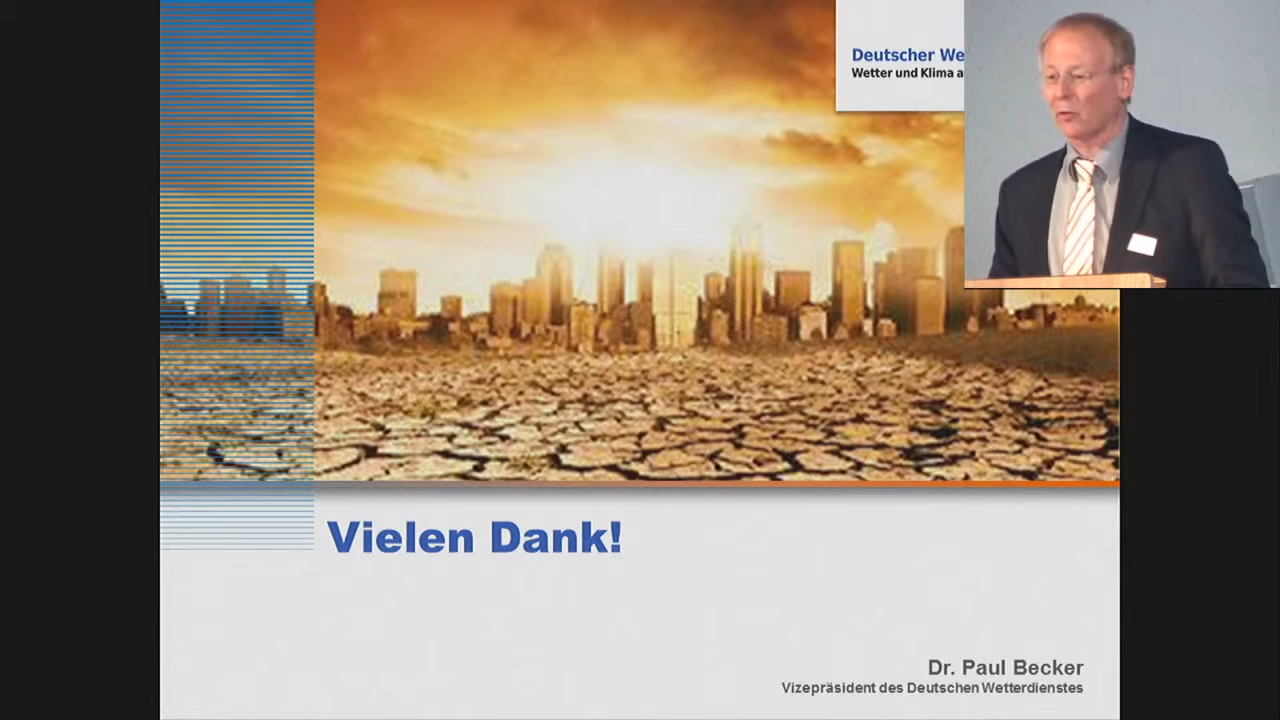 Deutscher We
Wetter und Klima a
Vielen Dank!
Dr. Paul Becker
Vizepräsident des Deutschen Wetterdienstes